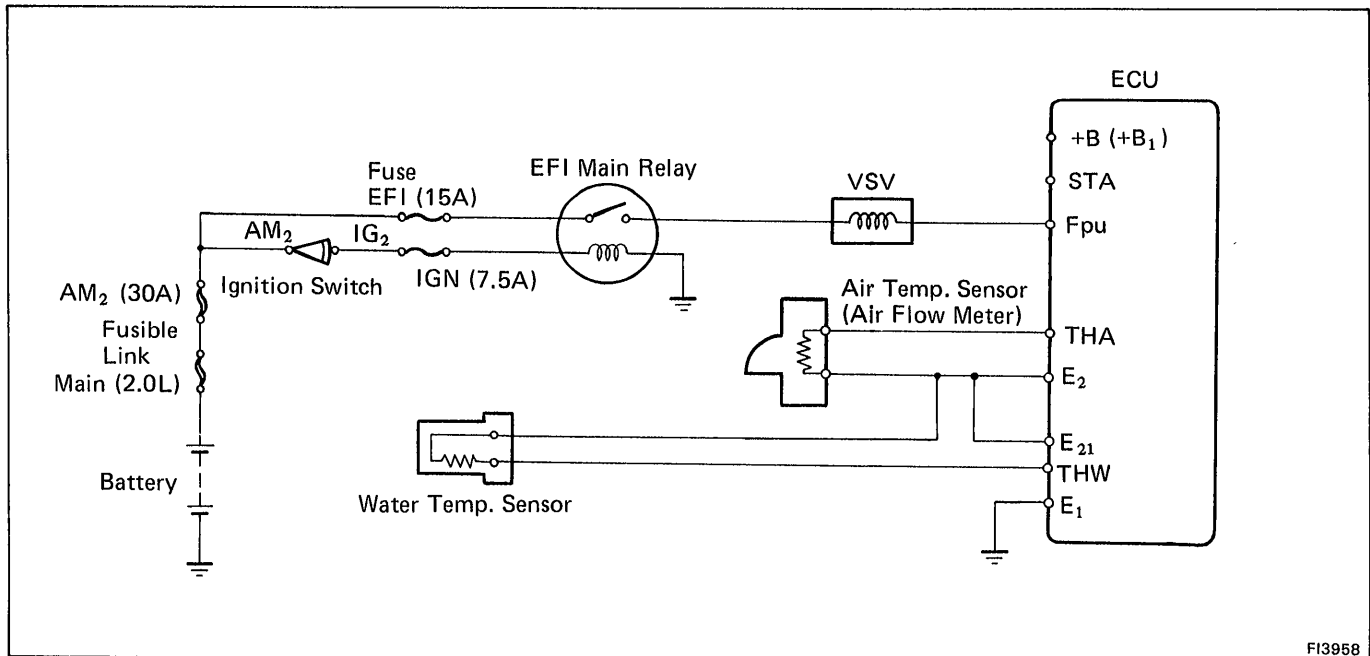 ECU
+B (+B₁)
STA
Fpu
THA
E₂
E₂₁
THW
E₁
VSV
EFI Main Relay
Fuse
EFI (15A)
AM₂
IG₂
IGN (7.5A)
Ignition Switch
AM₂ (30A)
Fusible
Link
Main (2.0L)
Battery
Air Temp. Sensor
(Air Flow Meter)
Water Temp. Sensor
FI3958